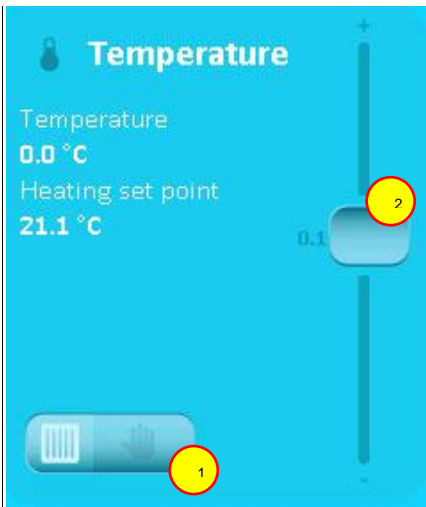 +
Temperature
Temperature
0.0 °C
Heating set point
21.1 °C
2
0.1
1
-